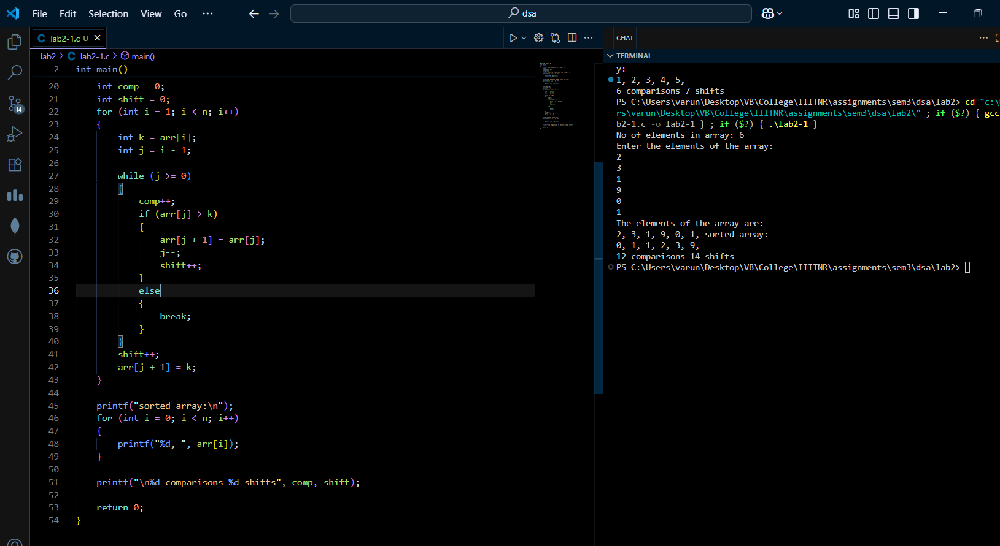 File Edit Selection View Go ··· dsa
lab2-1.c U
lab2 > C lab2-1.c > main()
2 int main()
20 int comp = 0;
21 int shift = 0;
22 for (int i = 1; i < n; i++)
23 {
24 int k = arr[i];
25 int j = i - 1;
26
27 while (j >= 0)
28 {
29 comp++;
30 if (arr[j] > k)
31 {
32 arr[j + 1] = arr[j];
33 j--;
34 shift++;
35 }
36 else
37 {
38 break;
39 }
40 }
41 shift++;
42 arr[j + 1] = k;
43 }
44
45 printf("sorted array:\n");
46 for (int i = 0; i < n; i++)
47 {
48 printf("%d, ", arr[i]);
49 }
50
51 printf("\n%d comparisons %d shifts", comp, shift);
52
53 return 0;
54 }
14
CHAT
TERMINAL
y:
1, 2, 3, 4, 5,
6 comparisons 7 shifts
PS C:\Users\varun\Desktop\VB\College\IIITNR\assignments\sem3\dsa\lab2> cd "c:\
rs\varun\Desktop\VB\College\IIITNR\assignments\sem3\dsa\lab2\" ; if ($?) { gcc
b2-1.c -o lab2-1 } ; if ($?) { .\lab2-1 }
No of elements in array: 6
Enter the elements of the array:
2
3
1
9
0
1
The elements of the array are:
2, 3, 1, 9, 0, 1, sorted array:
0, 1, 1, 2, 3, 9,
12 comparisons 14 shifts
PS C:\Users\varun\Desktop\VB\College\IIITNR\assignments\sem3\dsa\lab2>